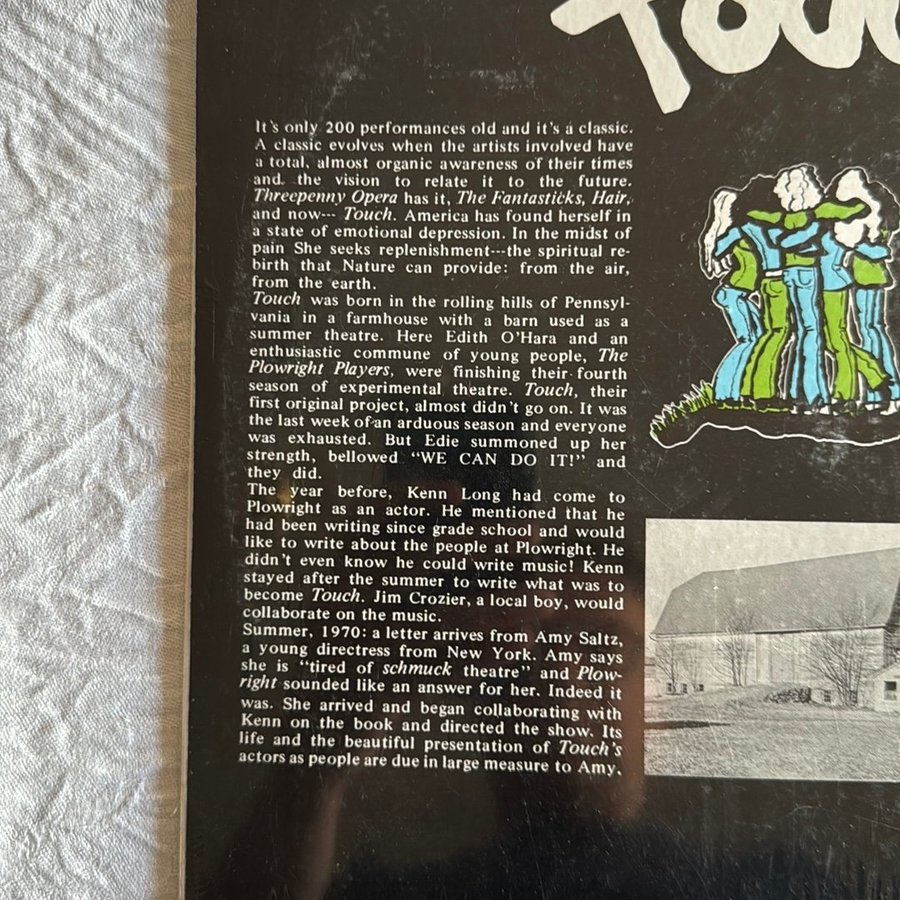 Touch
It's only 200 performances old and it's a classic.
A classic evolves when the artists involved have
a total, almost organic awareness of their times
and the vision to relate it to the future.
Threepenny Opera has it, The Fantasticks, Hair,
and now--- Touch. America has found herself in
a state of emotional depression. In the midst of
pain She seeks replenishment---the spiritual re-
birth that Nature can provide: from the air,
from the earth.
Touch was born in the rolling hills of Pennsyl-
vania in a farmhouse with a barn used as a
summer theatre. Here Edith O'Hara and an
enthusiastic commune of young people, The
Plowright Players, were finishing their fourth
season of experimental theatre. Touch, their
first original project, almost didn't go on. It was
the last week of an arduous season and everyone
was exhausted. But Edie summoned up her
strength, bellowed "WE CAN DO IT!" and
they did.
The year before, Kenn Long had come to
Plowright as an actor. He mentioned that he
had been writing since grade school and would
like to write about the people at Plowright. He
didn't even know he could write music! Kenn
stayed after the summer to write what was to
become Touch. Jim Crozier, a local boy, would
collaborate on the music.
Summer, 1970: a letter arrives from Amy Saltz,
a young directress from New York. Amy says
she is "tired of schmuck theatre" and Plow-
right sounded like an answer for her. Indeed it
was. She arrived and began collaborating with
Kenn on the book and directed the show. Its
life and the beautiful presentation of Touch's
actors as people are due in large measure to Amy.